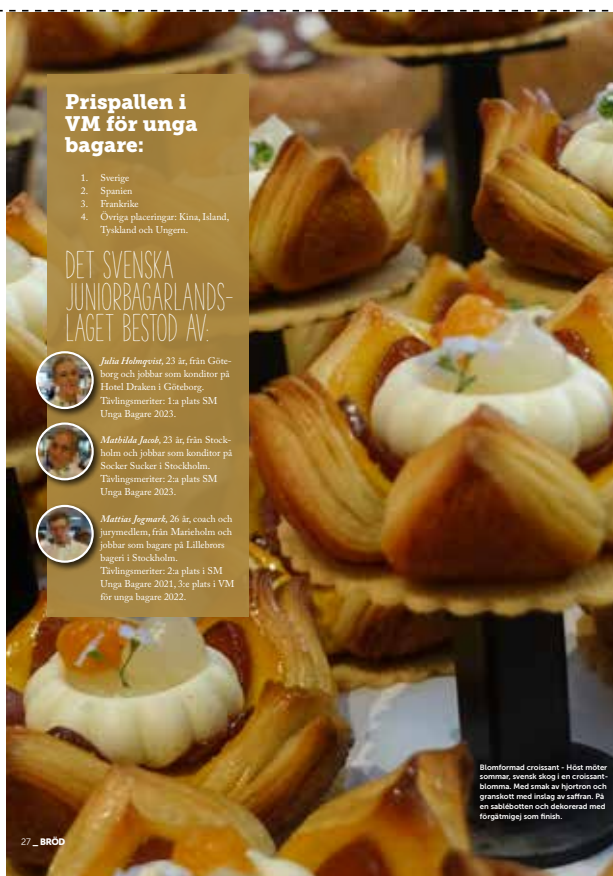 Prispallen i
VM för unga
bagare:
1. Sverige
2. Spanien
3. Frankrike
4. Övriga placeringar: Kina, Island,
Tyskland och Ungern.
DET SVENSKA
JUNIORBAGARLANDS-
LAGET BESTOD AV:
Julia Holmqvist, 23 år, från Göte-
borg och jobbar som konditor på
Hotel Draken i Göteborg.
Tävlingsmeriter: 1:a plats SM
Unga Bagare 2023.
Mathilda Jacob, 23 år, från Stock-
holm och jobbar som konditor på
Socker Sucker i Stockholm.
Tävlingsmeriter: 2:a plats SM
Unga Bagare 2023.
Mattias Jogmark, 26 år, coach och
jurymedlem, från Marieholm och
jobbar som bagare på Lillebrors
bageri i Stockholm.
Tävlingsmeriter: 2:a plats i SM
Unga Bagare 2021, 3:e plats i VM
för unga bagare 2022.
Blomformad croissant - Höst möter
sommar, svensk skog i en croissant-
blomma. Med smak av hjortron och
granskott med inslag av saffran. På
en sablébotten och dekorerad med
förgätmigej som finish.
27 _ BRÖD